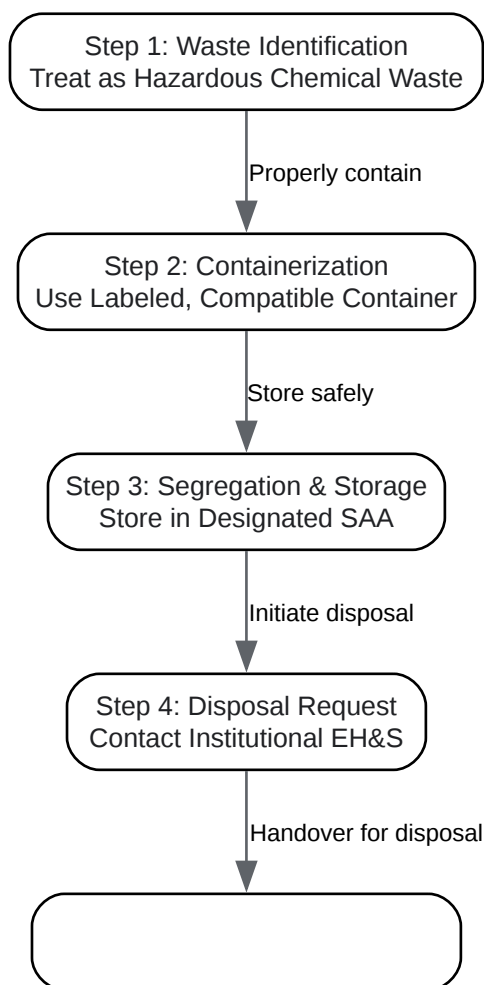 Step 1: Waste Identification
Treat as Hazardous Chemical Waste
Properly contain
Step 2: Containerization
Use Labeled, Compatible Container
Store safely
Step 3: Segregation & Storage
Store in Designated SAA
Initiate disposal
Step 4: Disposal Request
Contact Institutional EH&S
Handover for disposal